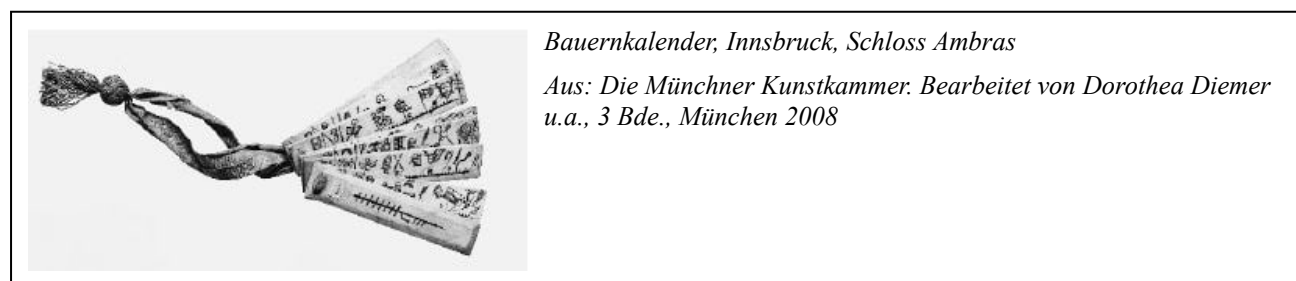 Bauernkalender, Innsbruck, Schloss Ambras
Aus: Die Münchner Kunstkammer. Bearbeitet von Dorothea Diemer
u.a., 3 Bde., München 2008